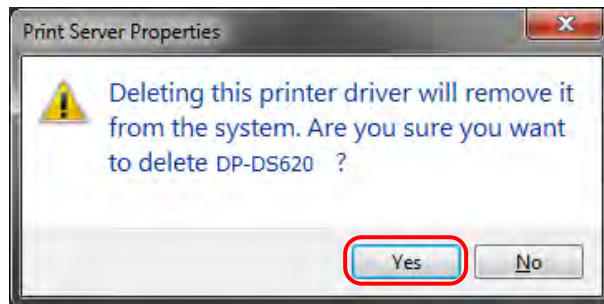 Print Server Properties
Deleting this printer driver will remove it
from the system. Are you sure you want
to delete DP-DS620 ?
Yes
No